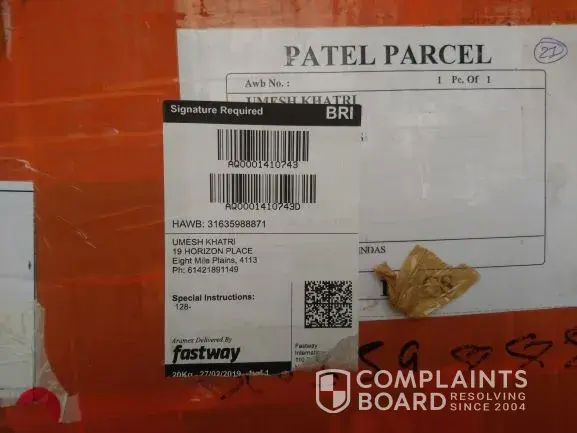 PATEL PARCEL
21
Awb No. :
1 Pc. Of 1
UMESH KHATRI
Signature Required
BRI
AQ0001410743
AQ0001410743D
HAWB: 31635988871
UMESH KHATRI
19 HORIZON PLACE
Eight Mile Plains, 4113
Ph: 61421891149
Special Instructions:
128-
Aramex Delivered By
fastway
Fastway
20Kg - 27/02/2019
COMPLAINTS
BOARD
RESOLVING
SINCE 2004